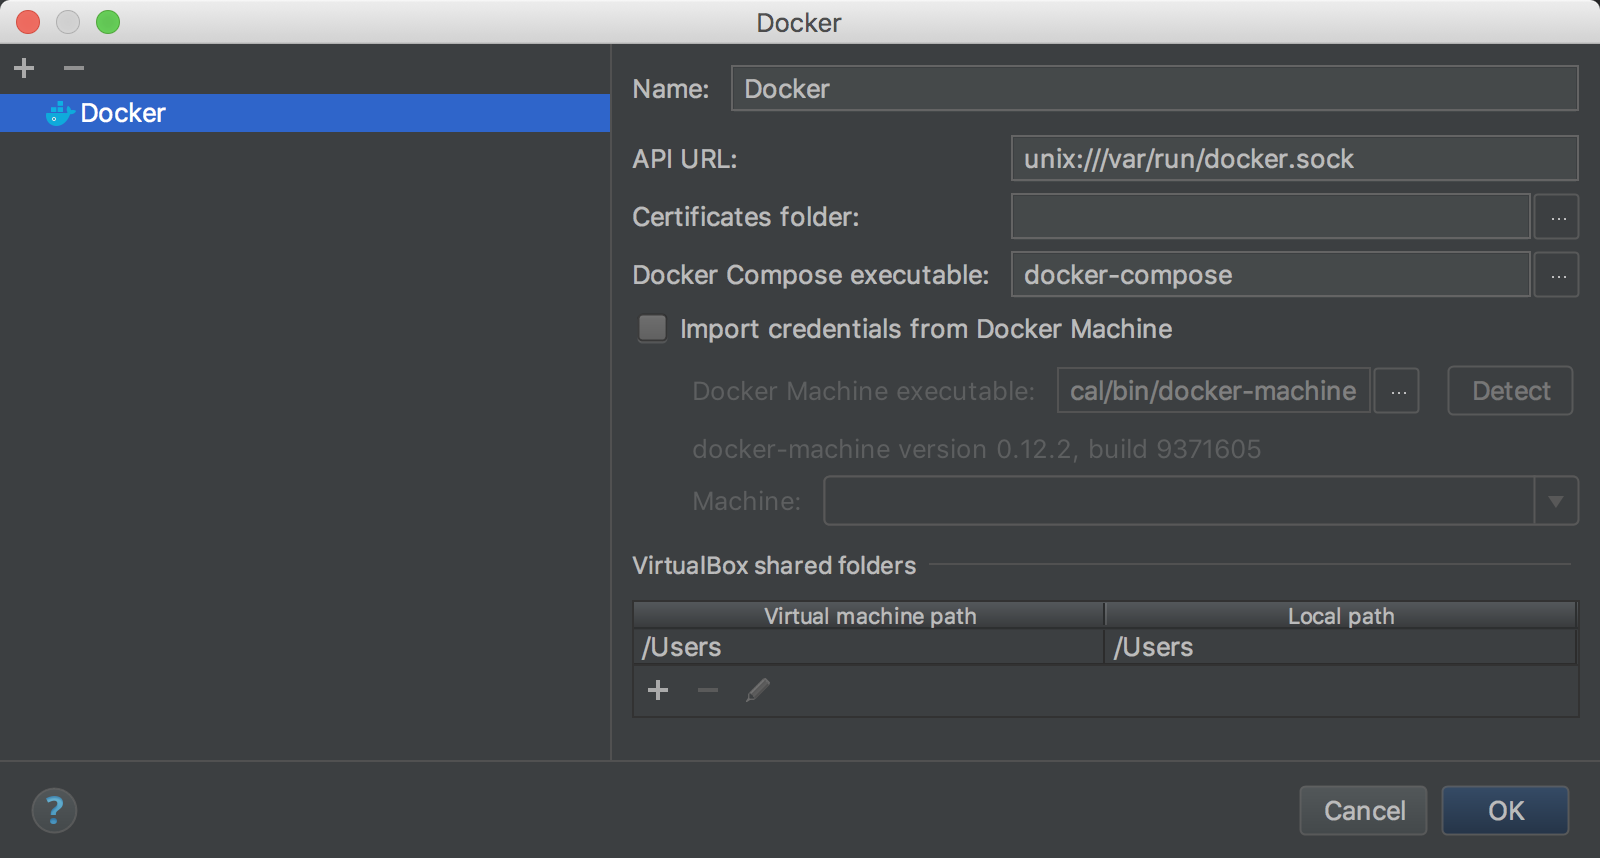 Docker
Docker
Name: Docker
API URL: unix:///var/run/docker.sock
Certificates folder: ...
Docker Compose executable: docker-compose ...
Import credentials from Docker Machine
Docker Machine executable: cal/bin/docker-machine ... Detect
docker-machine version 0.12.2, build 9371605
Machine:
VirtualBox shared folders
Virtual machine path Local path
/Users /Users
? Cancel OK